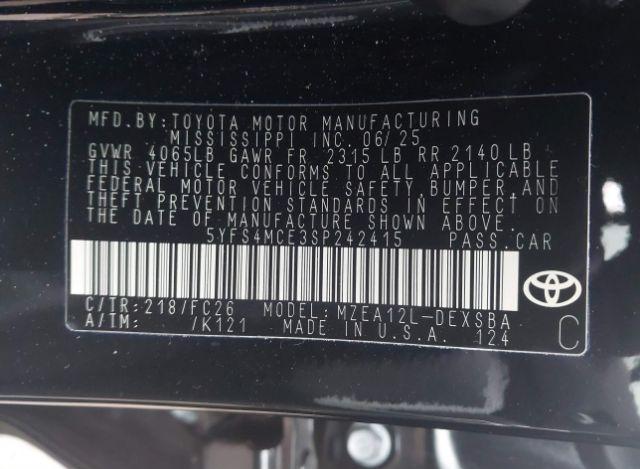 MFD.BY:TOYOTA MOTOR MANUFACTURING
MISSISSIPPI INC. 06/25
GVWR 4065LB GAWR FR 2315 LB RR 2140 LB
THIS VEHICLE CONFORMS TO ALL APPLICABLE
FEDERAL MOTOR VEHICLE SAFETY, BUMPER, AND
THEFT PREVENTION STANDARDS IN EFFECT ON
THE DATE OF MANUFACTURE SHOWN ABOVE.
5YFS4MCE3SP242415 PASS.CAR
C/TR:218/FC26 MODEL:MZEA12L-DEXSBA
A/TM: /K121 MADE IN U.S.A. 124
C